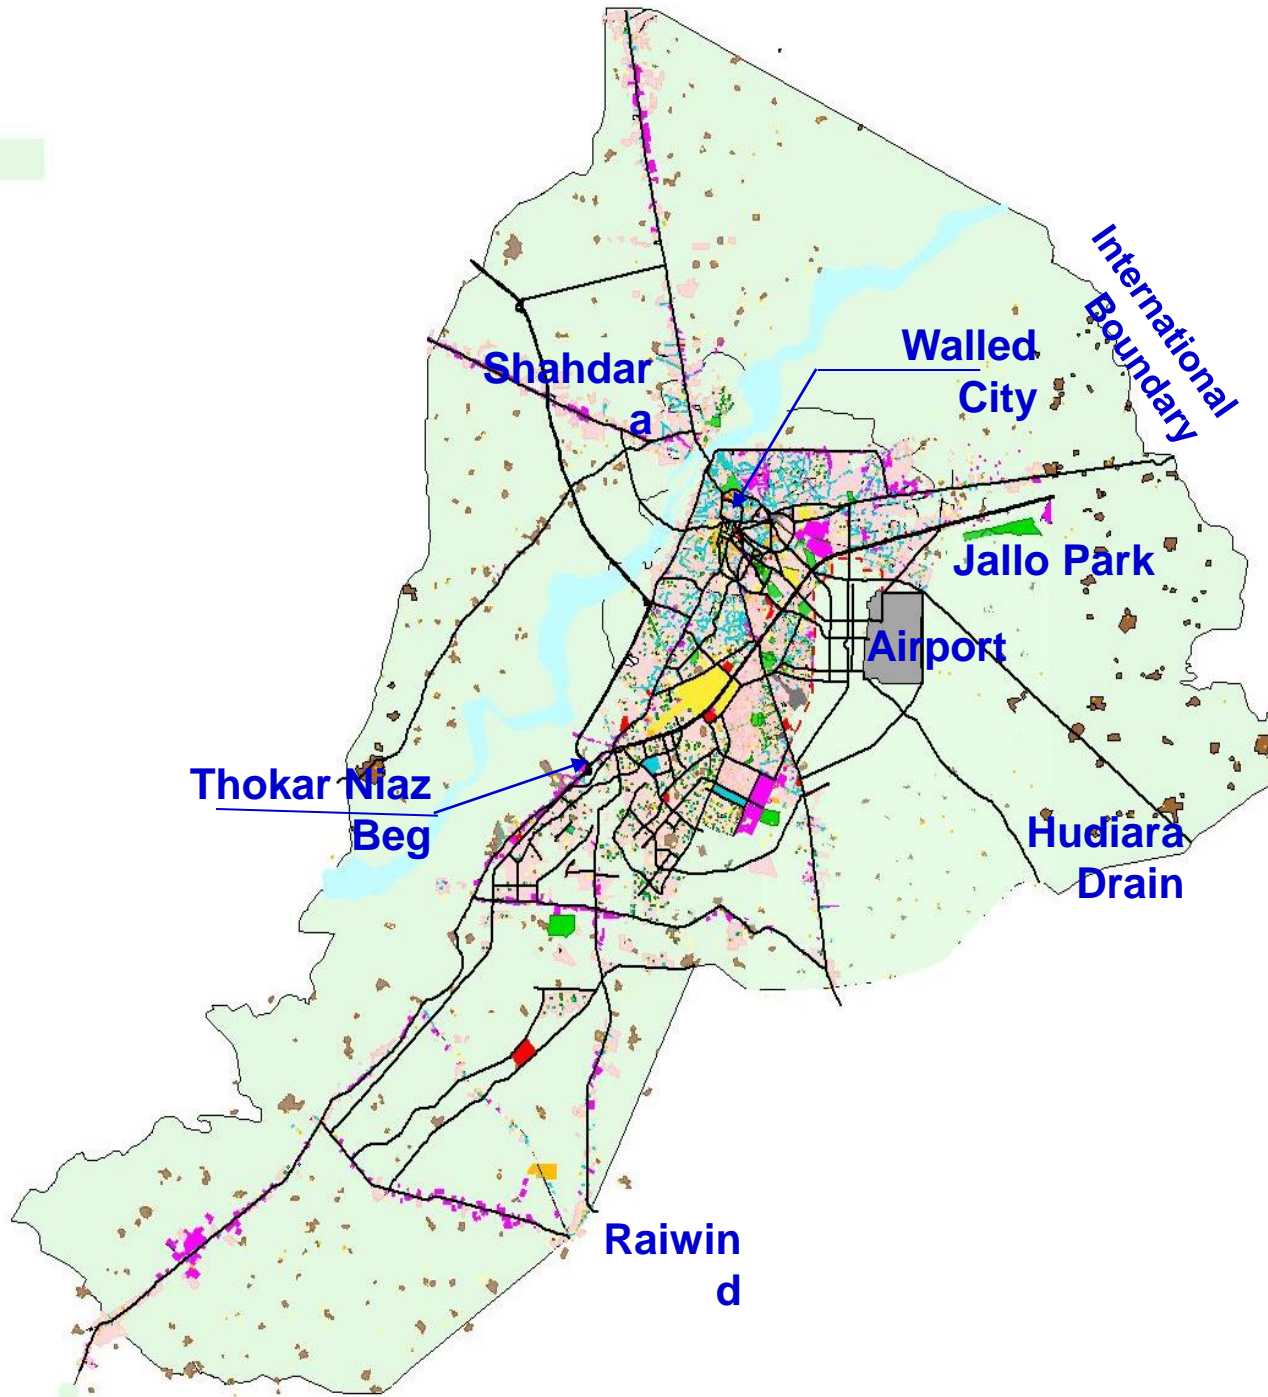 International
Boundary
Walled
City
Shahdar
a
Jallo Park
Airport
Thokar Niaz
Beg
Hudiara
Drain
Raiwin
d